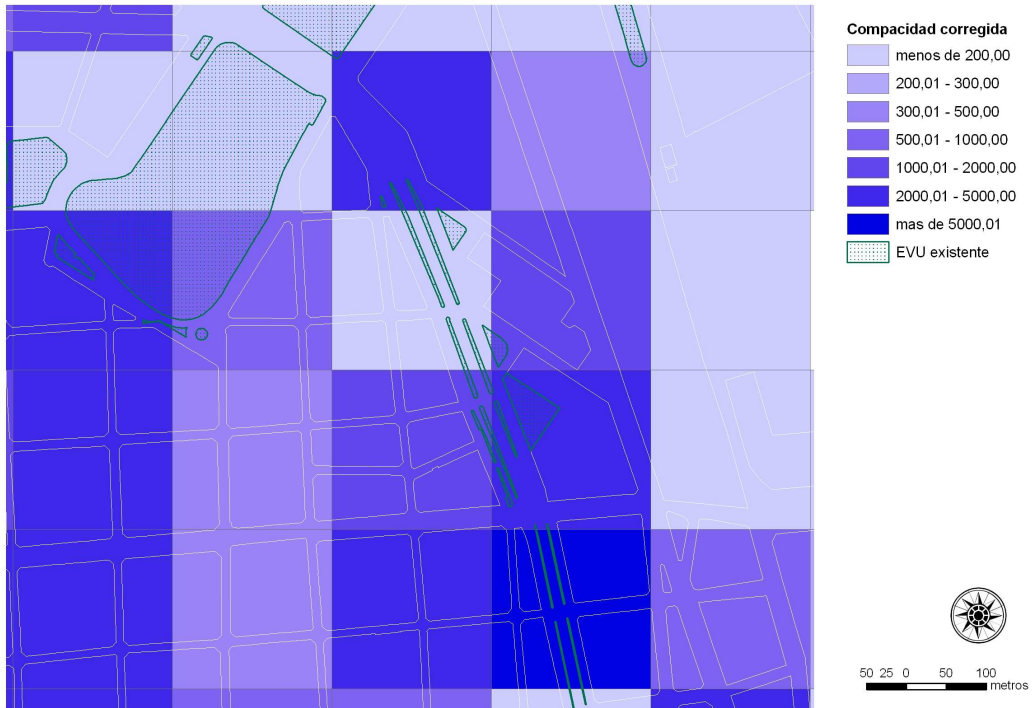 Compacidad corregida
menos de 200,00
200,01 - 300,00
300,01 - 500,00
500,01 - 1000,00
1000,01 - 2000,00
2000,01 - 5000,00
mas de 5000,01
EVU existente
50 25 0 50 100
metros